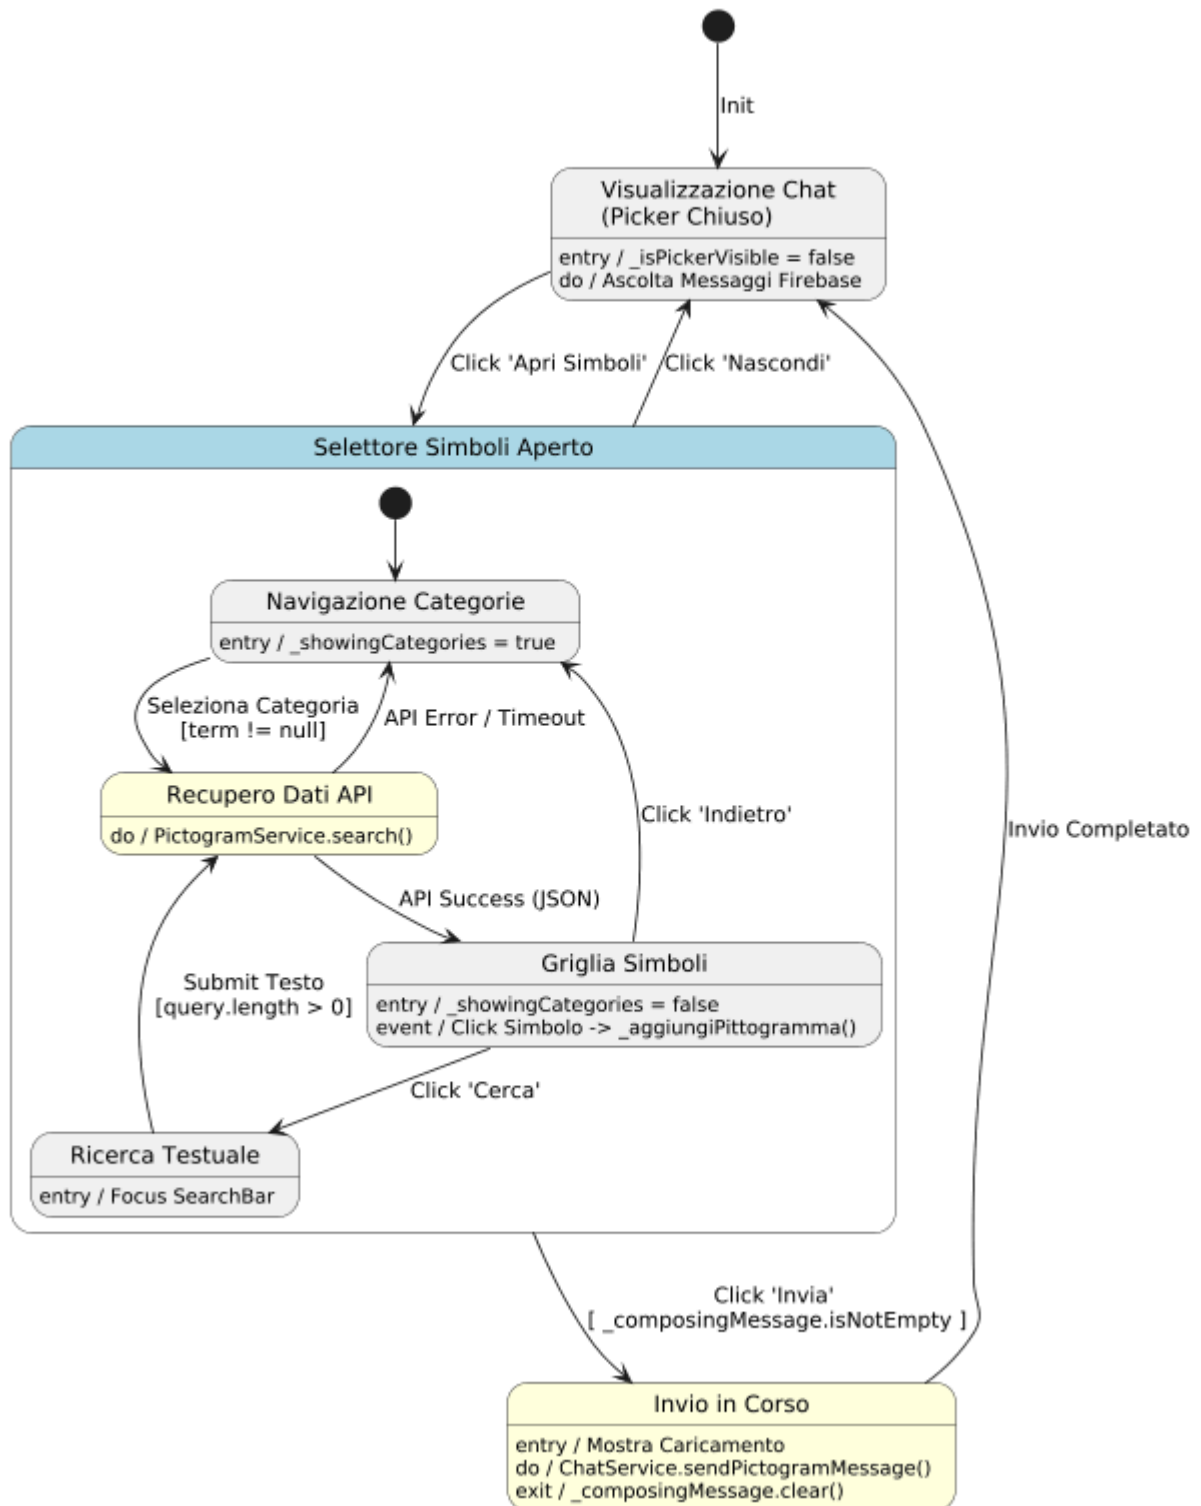 Init
Visualizzazione Chat
(Picker Chiuso)
entry / _isPickerVisible = false
do / Ascolta Messaggi Firebase
Click 'Apri Simboli'
Click 'Nascondi'
Selettore Simboli Aperto
Navigazione Categorie
entry / _showingCategories = true
Seleziona Categoria
[term != null]
API Error / Timeout
Recupero Dati API
do / PictogramService.search()
Click 'Indietro'
Invio Completato
API Success (JSON)
Griglia Simboli
entry / _showingCategories = false
event / Click Simbolo -> _aggiungiPittogramma()
Submit Testo
[query.length > 0]
Click 'Cerca'
Ricerca Testuale
entry / Focus SearchBar
Click 'Invia'
[ _composingMessage.isNotEmpty ]
Invio in Corso
entry / Mostra Caricamento
do / ChatService.sendPictogramMessage()
exit / _composingMessage.clear()